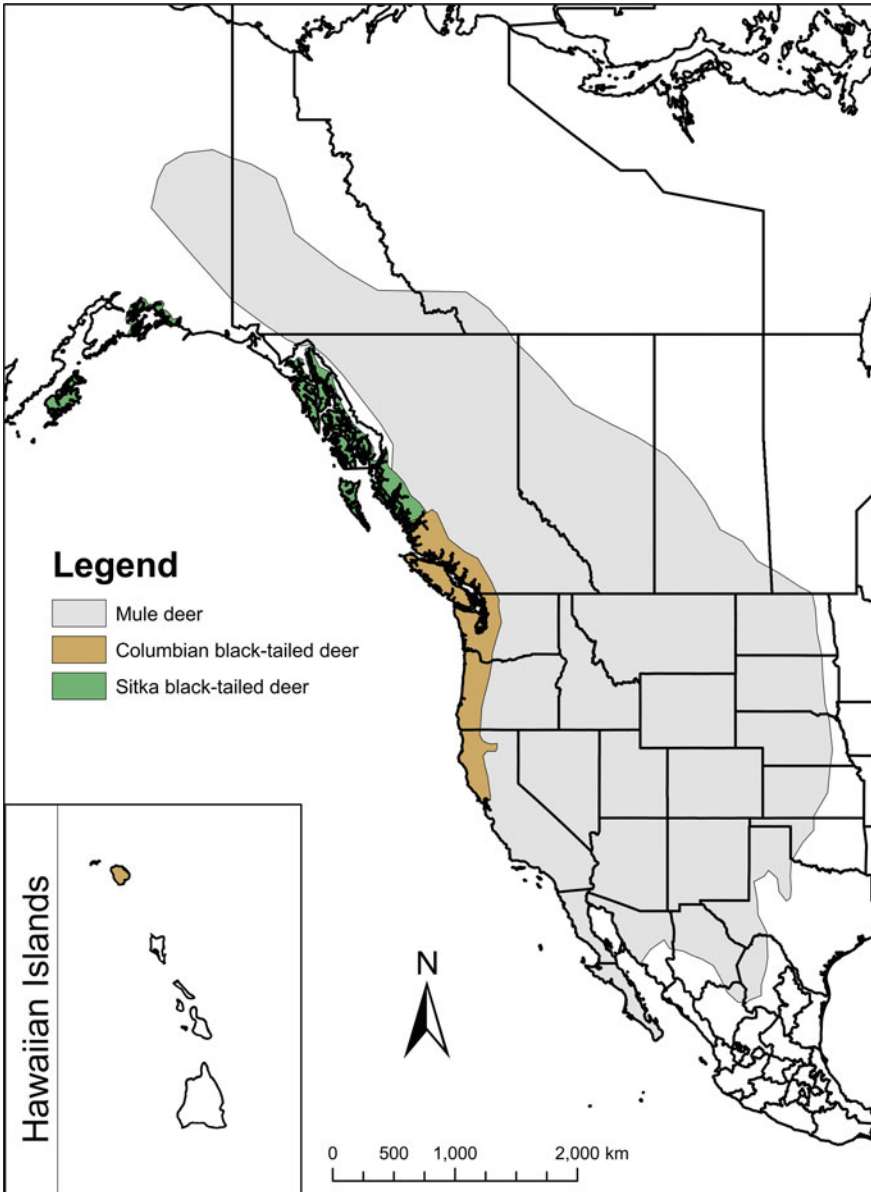 Legend
Mule deer
Columbian black-tailed deer
Sitka black-tailed deer
Hawaiian Islands
N
0 500 1,000 2,000 km